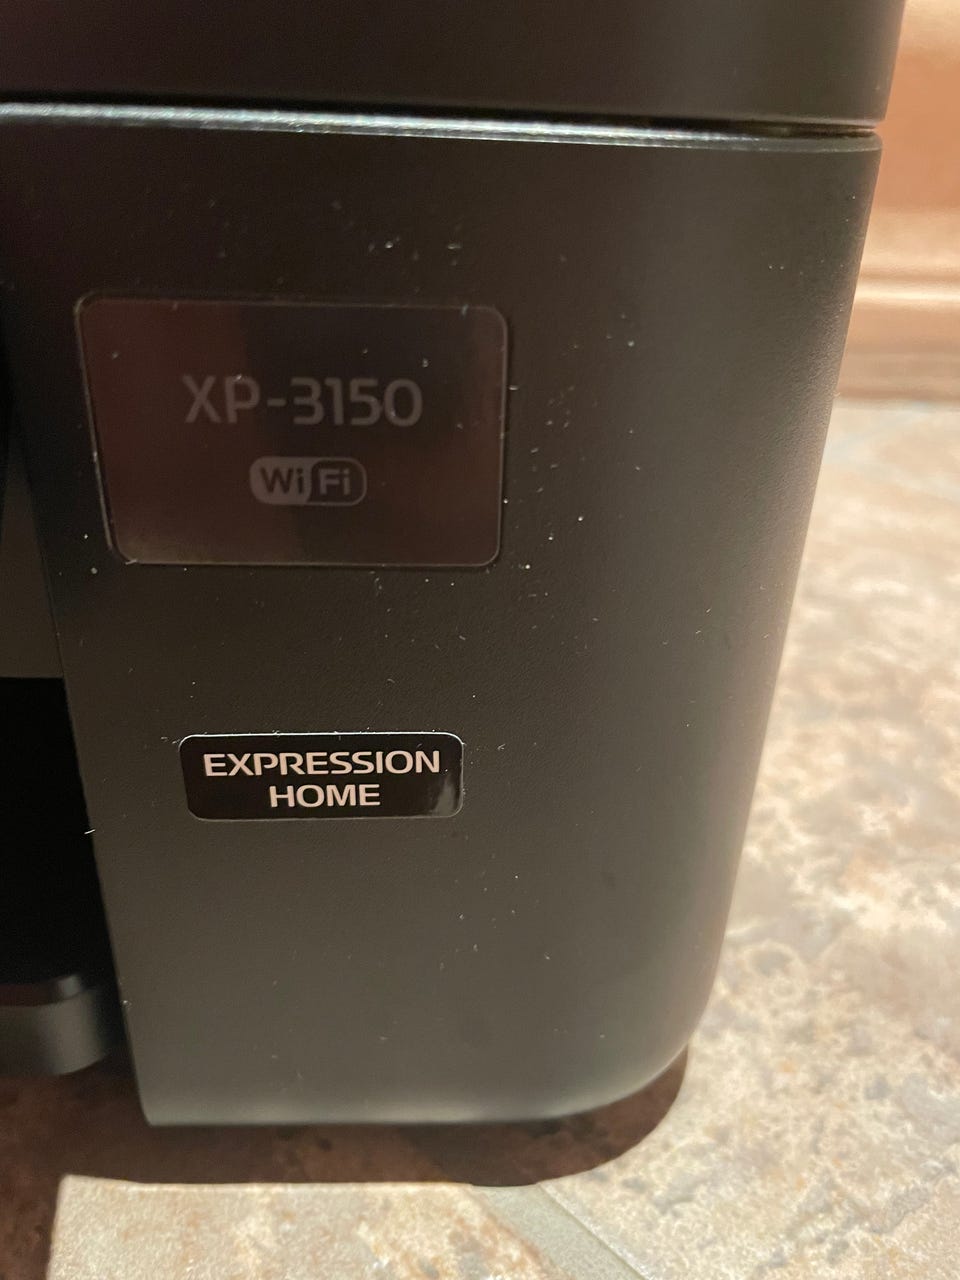 XP-3150
WiFi
EXPRESSION
HOME